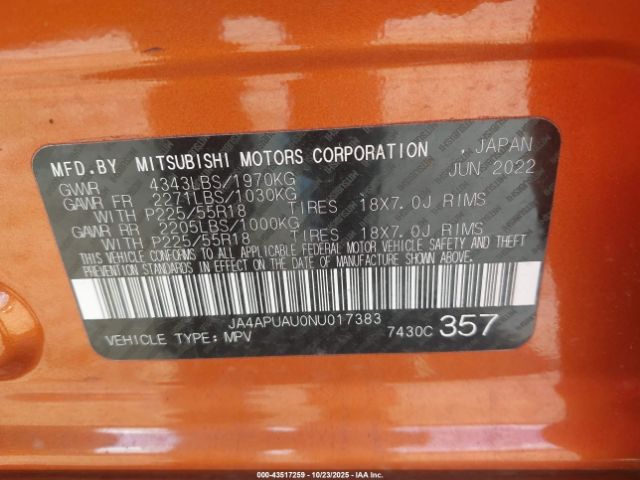 MFD.BY MITSUBISHI MOTORS CORPORATION , JAPAN
GVWR 4343LBS/1970KG JUN 2022
GAWR FR 2271LBS/1030KG
WITH P225/55R18 TIRES 18X7.0J RIMS
GAWR RR 2205LBS/1000KG
WITH P225/55R18 TIRES 18X7.0J RIMS
THIS VEHICLE CONFORMS TO ALL APPLICABLE FEDERAL MOTOR VEHICLE SAFETY AND THEFT
PREVENTION STANDARDS IN EFFECT ON THE DATE OF MANUFACTURE SHOWN ABOVE.
JA4APUAU0NU017383
VEHICLE TYPE: MPV 7430C 357
000-43517259 - 10/23/2025 - IAAI.CA